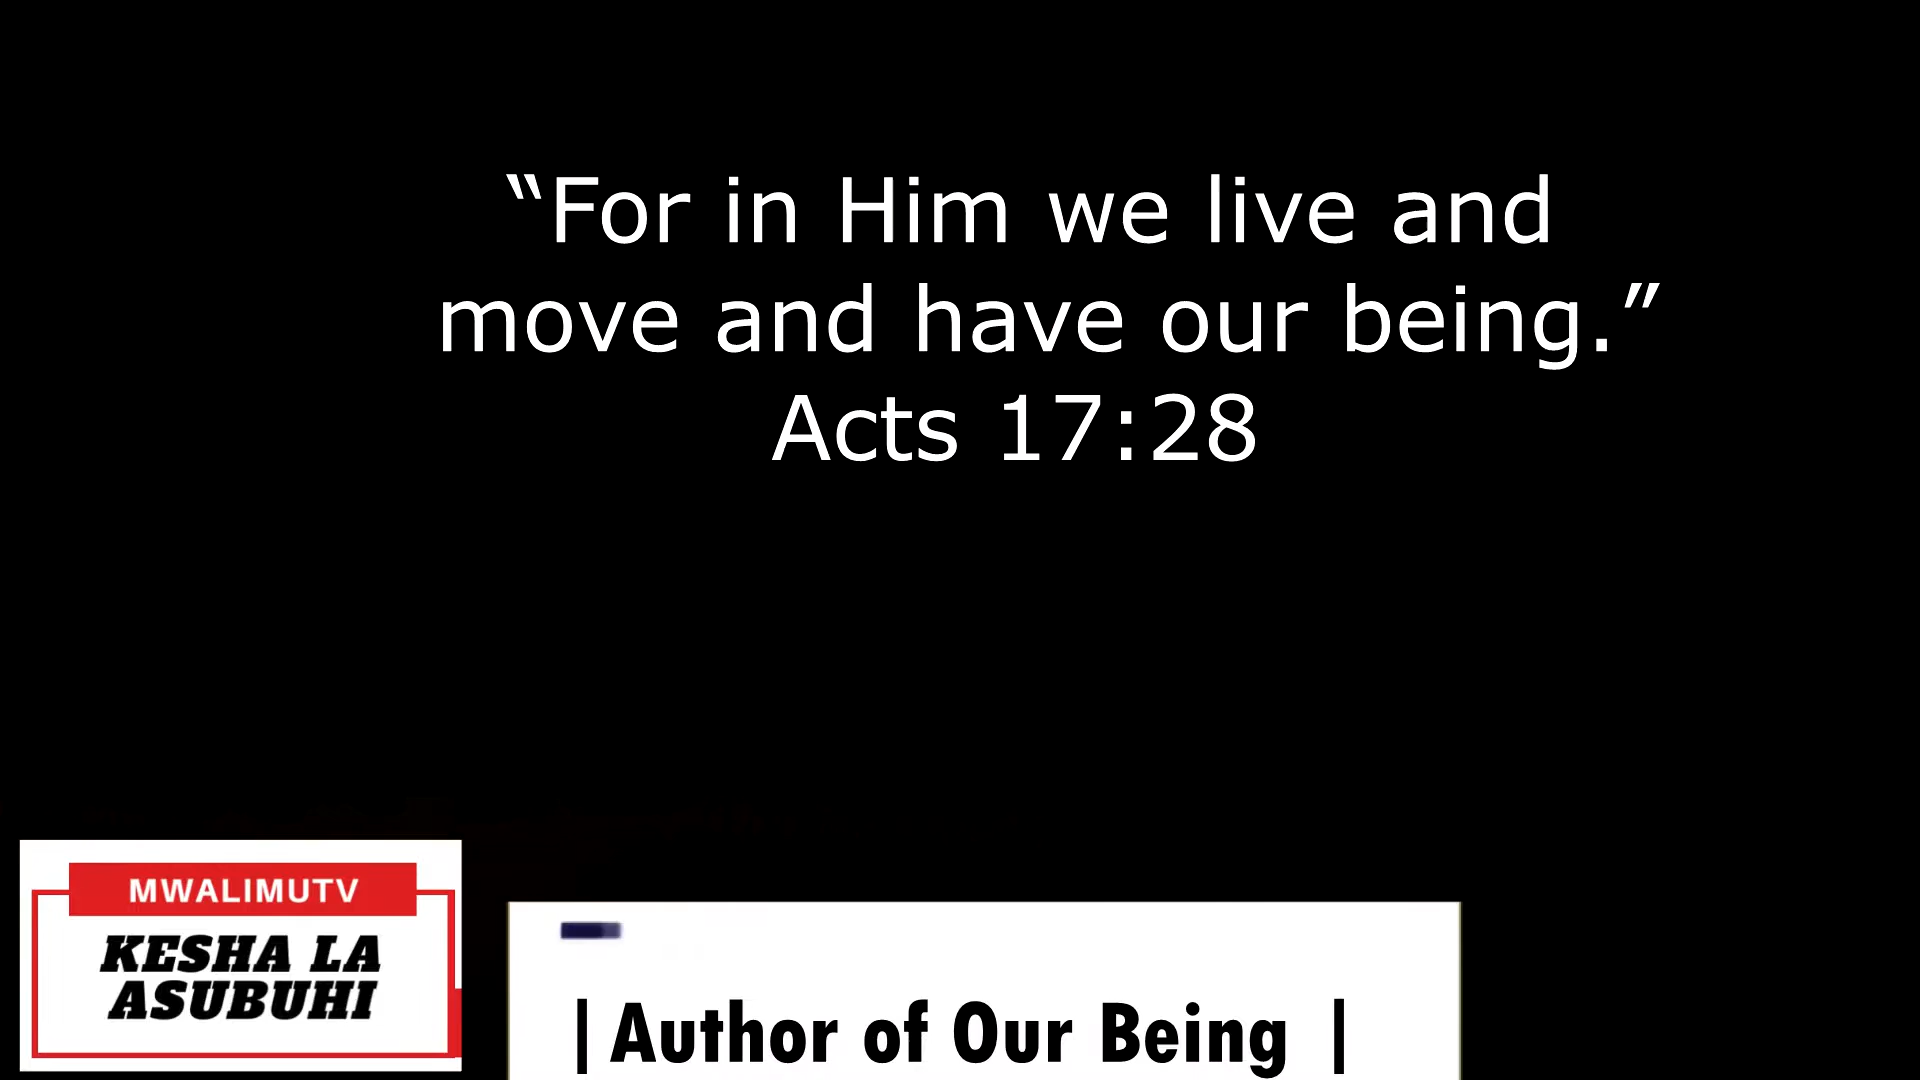 “For in Him we live and
move and have our being.”
Acts 17:28
MWALIMUTV
KESHA LA
ASUBUHI
| Author of Our Being |